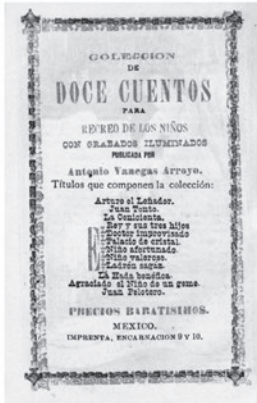 COLECCION
DE
DOCE CUENTOS
PARA
RECREO DE LOS NIÑOS
CON GRABADOS ILUMINADOS
PUBLICADA POR
Antonio Vanegas Arroyo.
Títulos que componen la colección:
Arturo el Leñador.
Juan Tonto.
La Cenicienta.
El Rey y sus tres hijos
Doctor improvisado
Palacio de cristal.
Niño afortunado.
Niño valeroso.
Ladrón sagaz.
LA Hada benéfica.
Agraciado el Niño de un geme.
Juan Pelotero.
PRECIOS BARATISIMOS.
MEXICO.
IMPRENTA, ENCARNACION 9 Y 10.